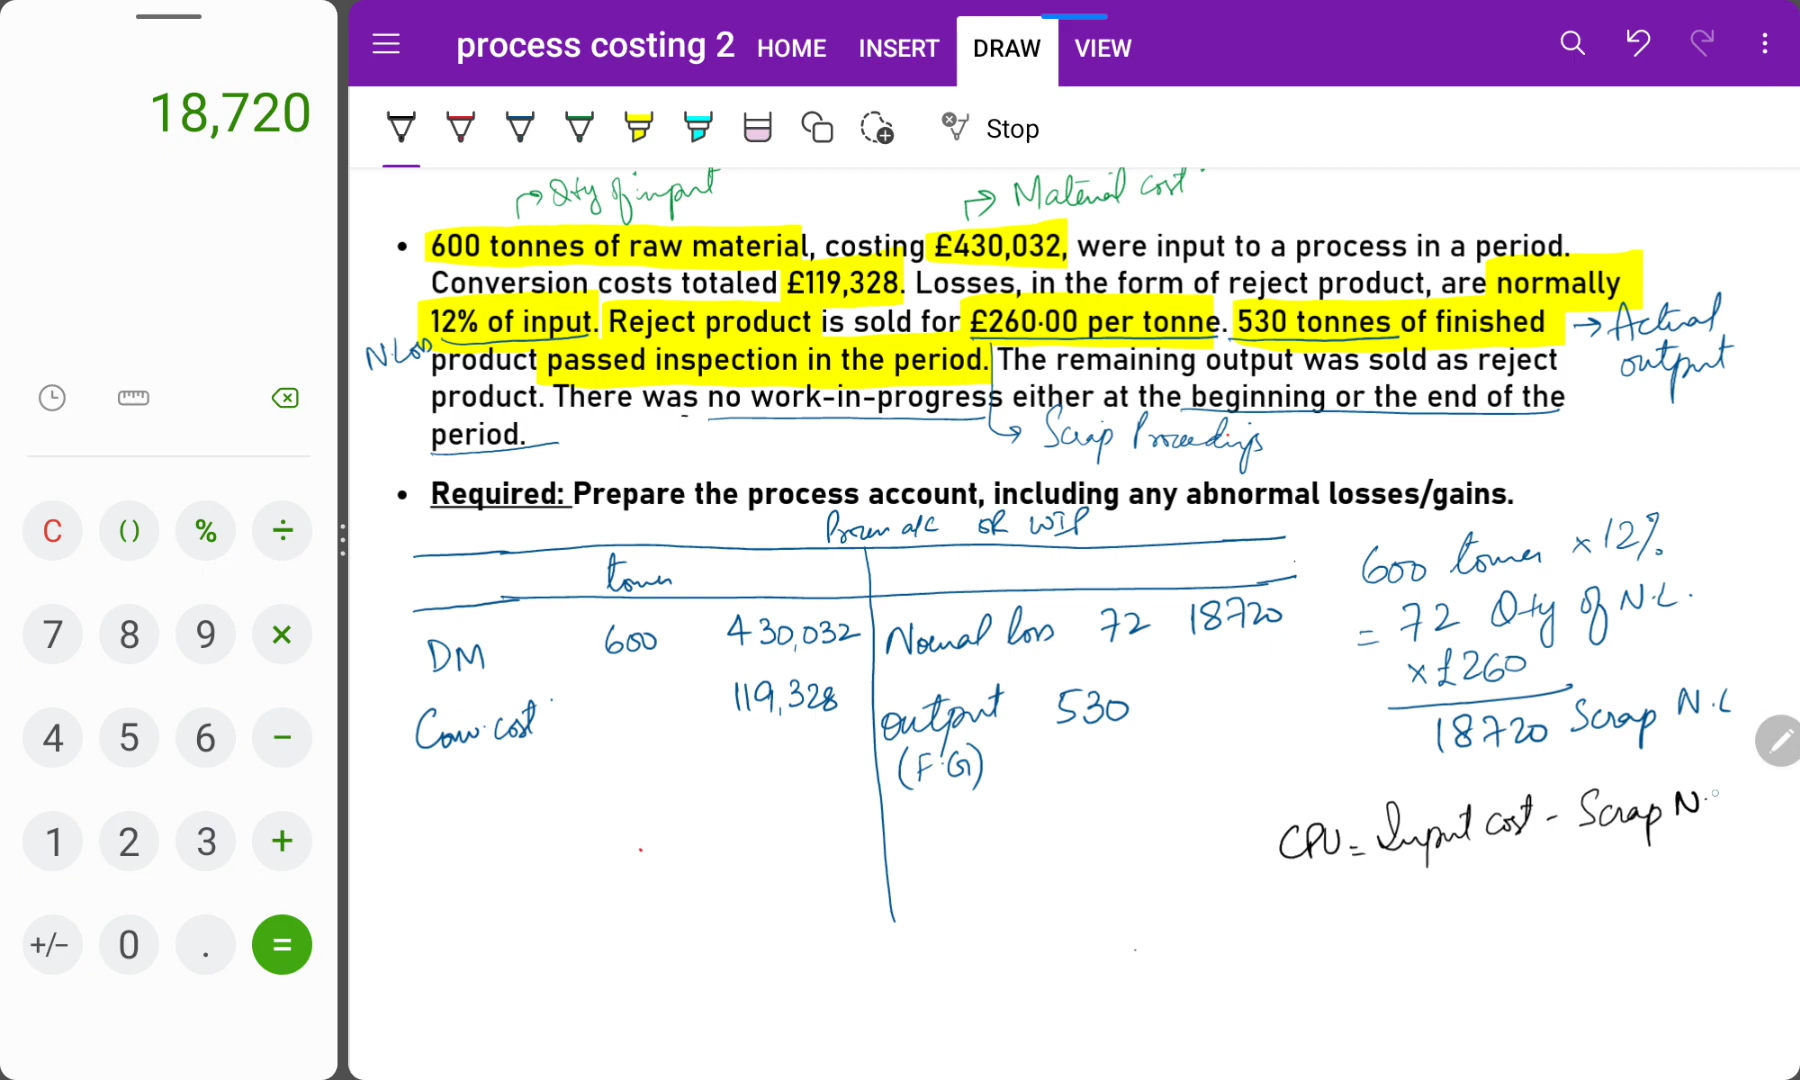 18,720
process costing 2 HOME INSERT DRAW VIEW
Stop
→ Qty of input → Material cost
• 600 tonnes of raw material, costing £430,032, were input to a process in a period.
Conversion costs totaled £119,328. Losses, in the form of reject product, are normally
12% of input. Reject product is sold for £260·00 per tonne. 530 tonnes of finished → Actual output
N.Loss product passed inspection in the period. The remaining output was sold as reject
product. There was no work-in-progress either at the beginning or the end of the
period. → Scrap Proceedings
• Required: Prepare the process account, including any abnormal losses/gains.
Process a/c OR WIP
tonnes
DM 600 430,032 Normal loss 72 18720
Conv. cost 119,328 output 530
(F.G)
600 tonnes × 12%
= 72 Qty of N.L.
× £260
18720 Scrap N.L
CPU = Input cost - Scrap N.
C () % ÷
7 8 9 ×
4 5 6 −
1 2 3 +
+/− 0 . =